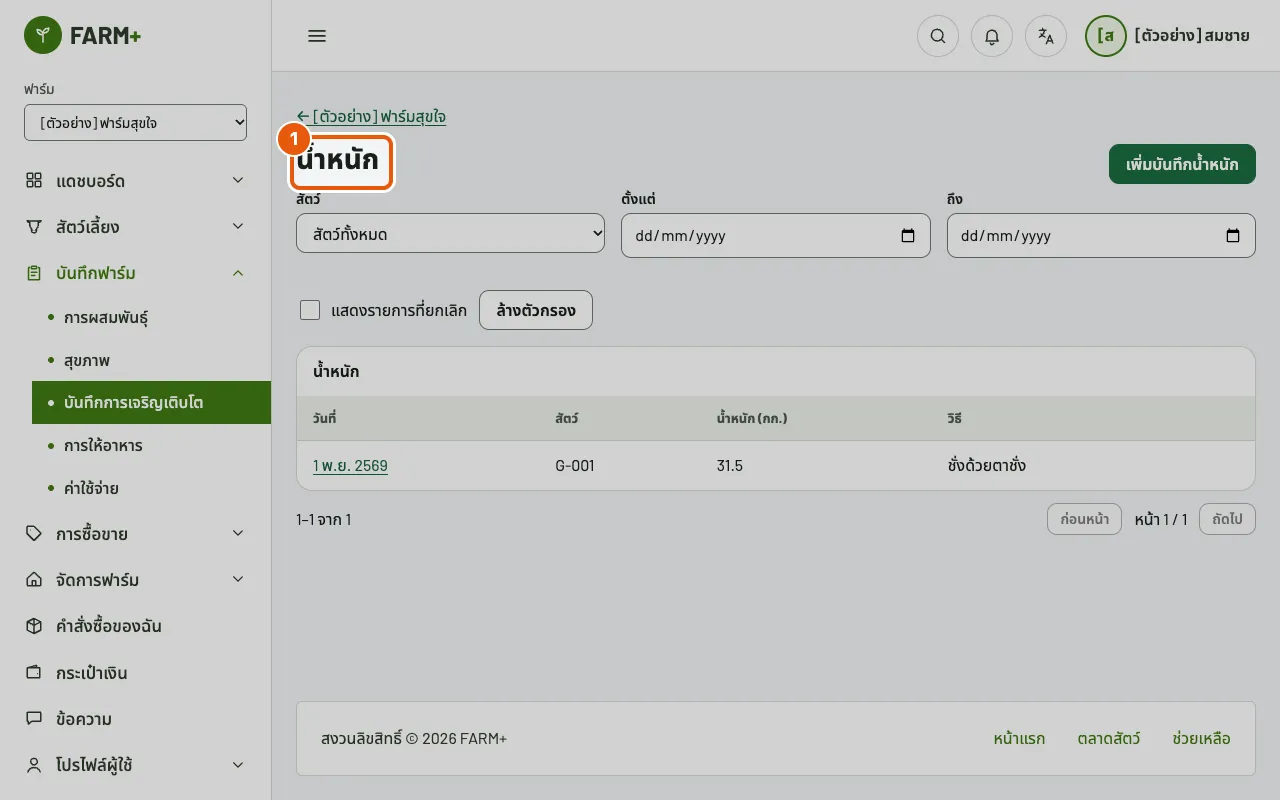 FARM+
ฟาร์ม
[ตัวอย่าง] ฟาร์มสุขใจ
แดชบอร์ด
สัตว์เลี้ยง
บันทึกฟาร์ม
การผสมพันธุ์
สุขภาพ
บันทึกการเจริญเติบโต
การให้อาหาร
ค่าใช้จ่าย
การซื้อขาย
จัดการฟาร์ม
คำสั่งซื้อของฉัน
กระเป๋าเงิน
ข้อความ
โปรไฟล์ผู้ใช้
[ส [ตัวอย่าง] สมชาย
← [ตัวอย่าง] ฟาร์มสุขใจ
1
น้ำหนัก
เพิ่มบันทึกน้ำหนัก
สัตว์ ตั้งแต่ ถึง
สัตว์ทั้งหมด dd/mm/yyyy dd/mm/yyyy
แสดงรายการที่ยกเลิก ล้างตัวกรอง
น้ำหนัก
วันที่ สัตว์ น้ำหนัก (กก.) วิธี
1 พ.ย. 2569 G-001 31.5 ชั่งด้วยตาชั่ง
1–1 จาก 1 ก่อนหน้า หน้า 1 / 1 ถัดไป
สงวนลิขสิทธิ์ © 2026 FARM+ หน้าแรก ตลาดสัตว์ ช่วยเหลือ